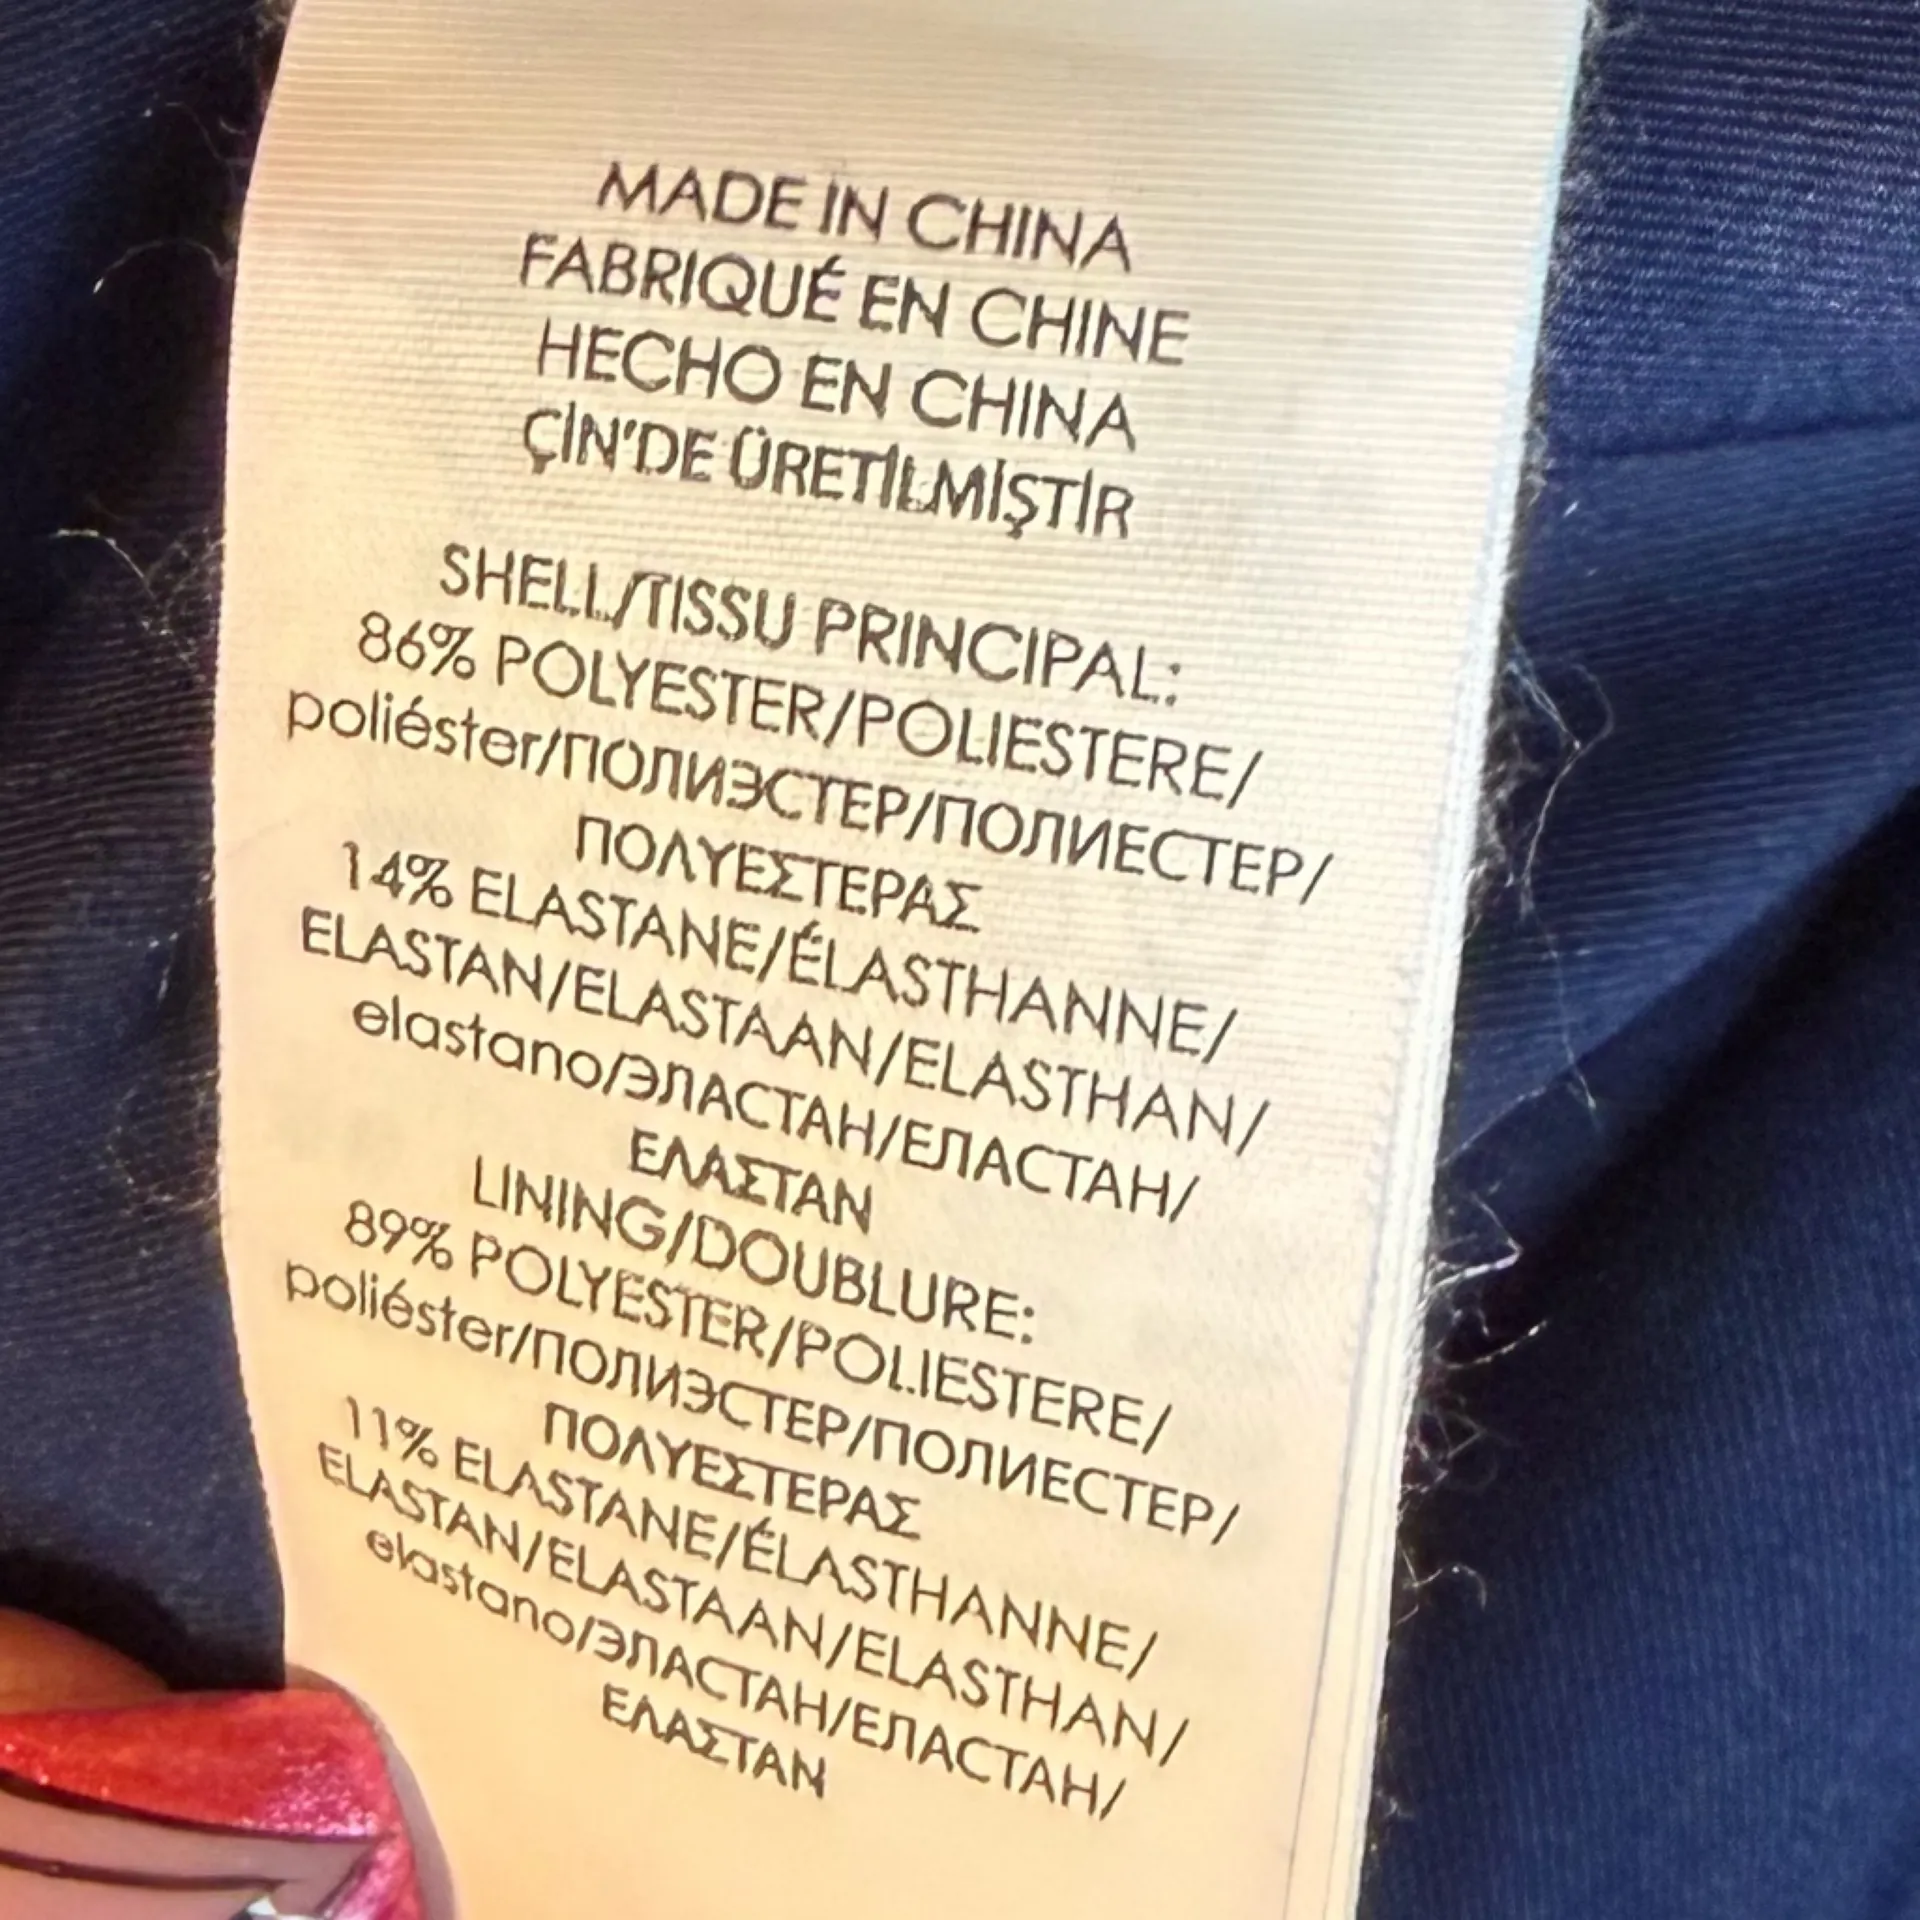 MADE IN CHINA
FABRIQUÉ EN CHINE
HECHO EN CHINA
ÇİN'DE ÜRETİLMİŞTİR
SHELL/TISSU PRINCIPAL:
86% POLYESTER/POLIESTERE/
poliéster/ПОЛИЭСТЕР/ПОЛИЕСТЕР/
ΠΟΛΥΕΣΤΕΡΑΣ
14% ELASTANE/ÉLASTHANNE/
ELASTAN/ELASTAAN/ELASTHAN/
elastano/ЭЛАСТАН/ЕЛАСТАН/
ΕΛΑΣΤΑΝ
LINING/DOUBLURE:
89% POLYESTER/POLIESTERE/
poliéster/ПОЛИЭСТЕР/ПОЛИЕСТЕР/
ΠΟΛΥΕΣΤΕΡΑΣ
11% ELASTANE/ÉLASTHANNE/
ELASTAN/ELASTAAN/ELASTHAN/
elastano/ЭЛАСТАН/ЕЛАСТАН/
ΕΛΑΣΤΑΝ